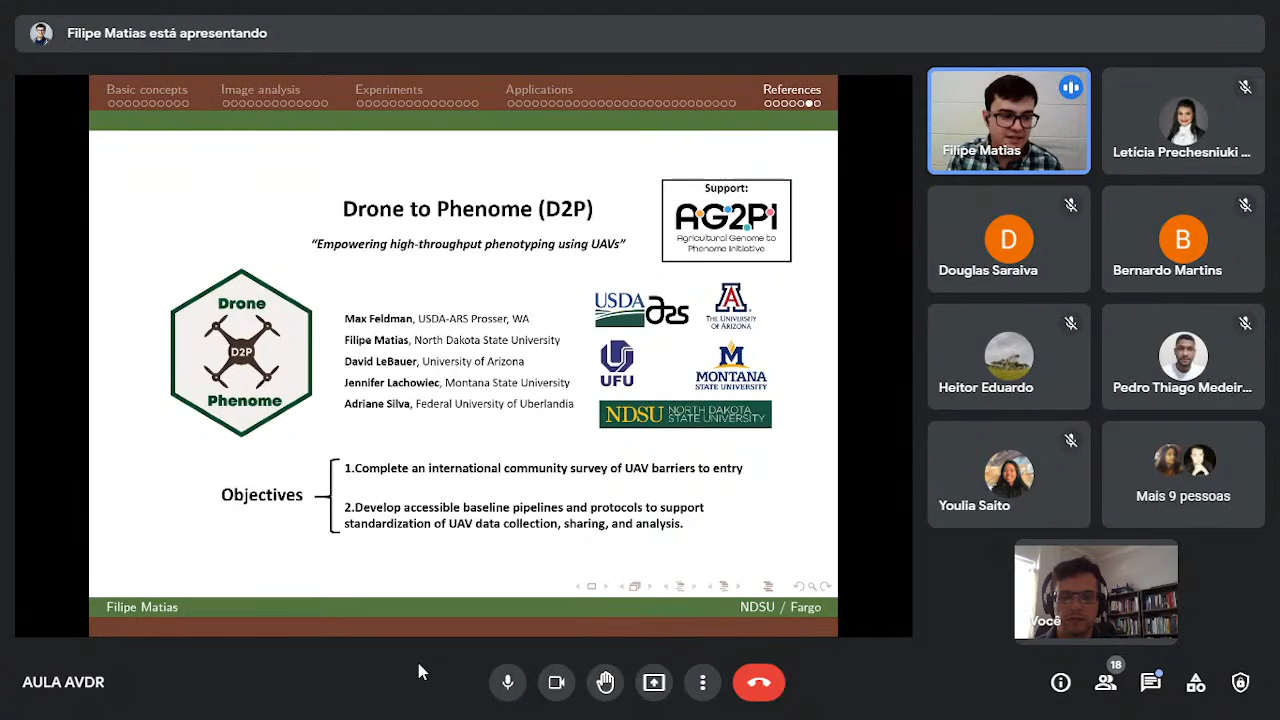 Filipe Matias está apresentando
Basic concepts
Image analysis
Experiments
Applications
References
Drone to Phenome (D2P)
“Empowering high-throughput phenotyping using UAVs”
Support:
AG2PI
Agricultural Genome to
Phenome Initiative
Drone
D2P
Phenome
Max Feldman, USDA-ARS Prosser, WA
Filipe Matias, North Dakota State University
David LeBauer, University of Arizona
Jennifer Lachowiec, Montana State University
Adriane Silva, Federal University of Uberlandia
USDA ars
A
THE UNIVERSITY
OF ARIZONA
UFU
M
MONTANA
STATE UNIVERSITY
NDSU NORTH DAKOTA
STATE UNIVERSITY
Objectives
1.Complete an international community survey of UAV barriers to entry
2.Develop accessible baseline pipelines and protocols to support
standardization of UAV data collection, sharing, and analysis.
Filipe Matias
NDSU / Fargo
Filipe Matias
Letícia Prechesniuki ...
D
Douglas Saraiva
B
Bernardo Martins
Heitor Eduardo
Pedro Thiago Medeir...
Youlia Saito
Mais 9 pessoas
Você
AULA AVDR
18